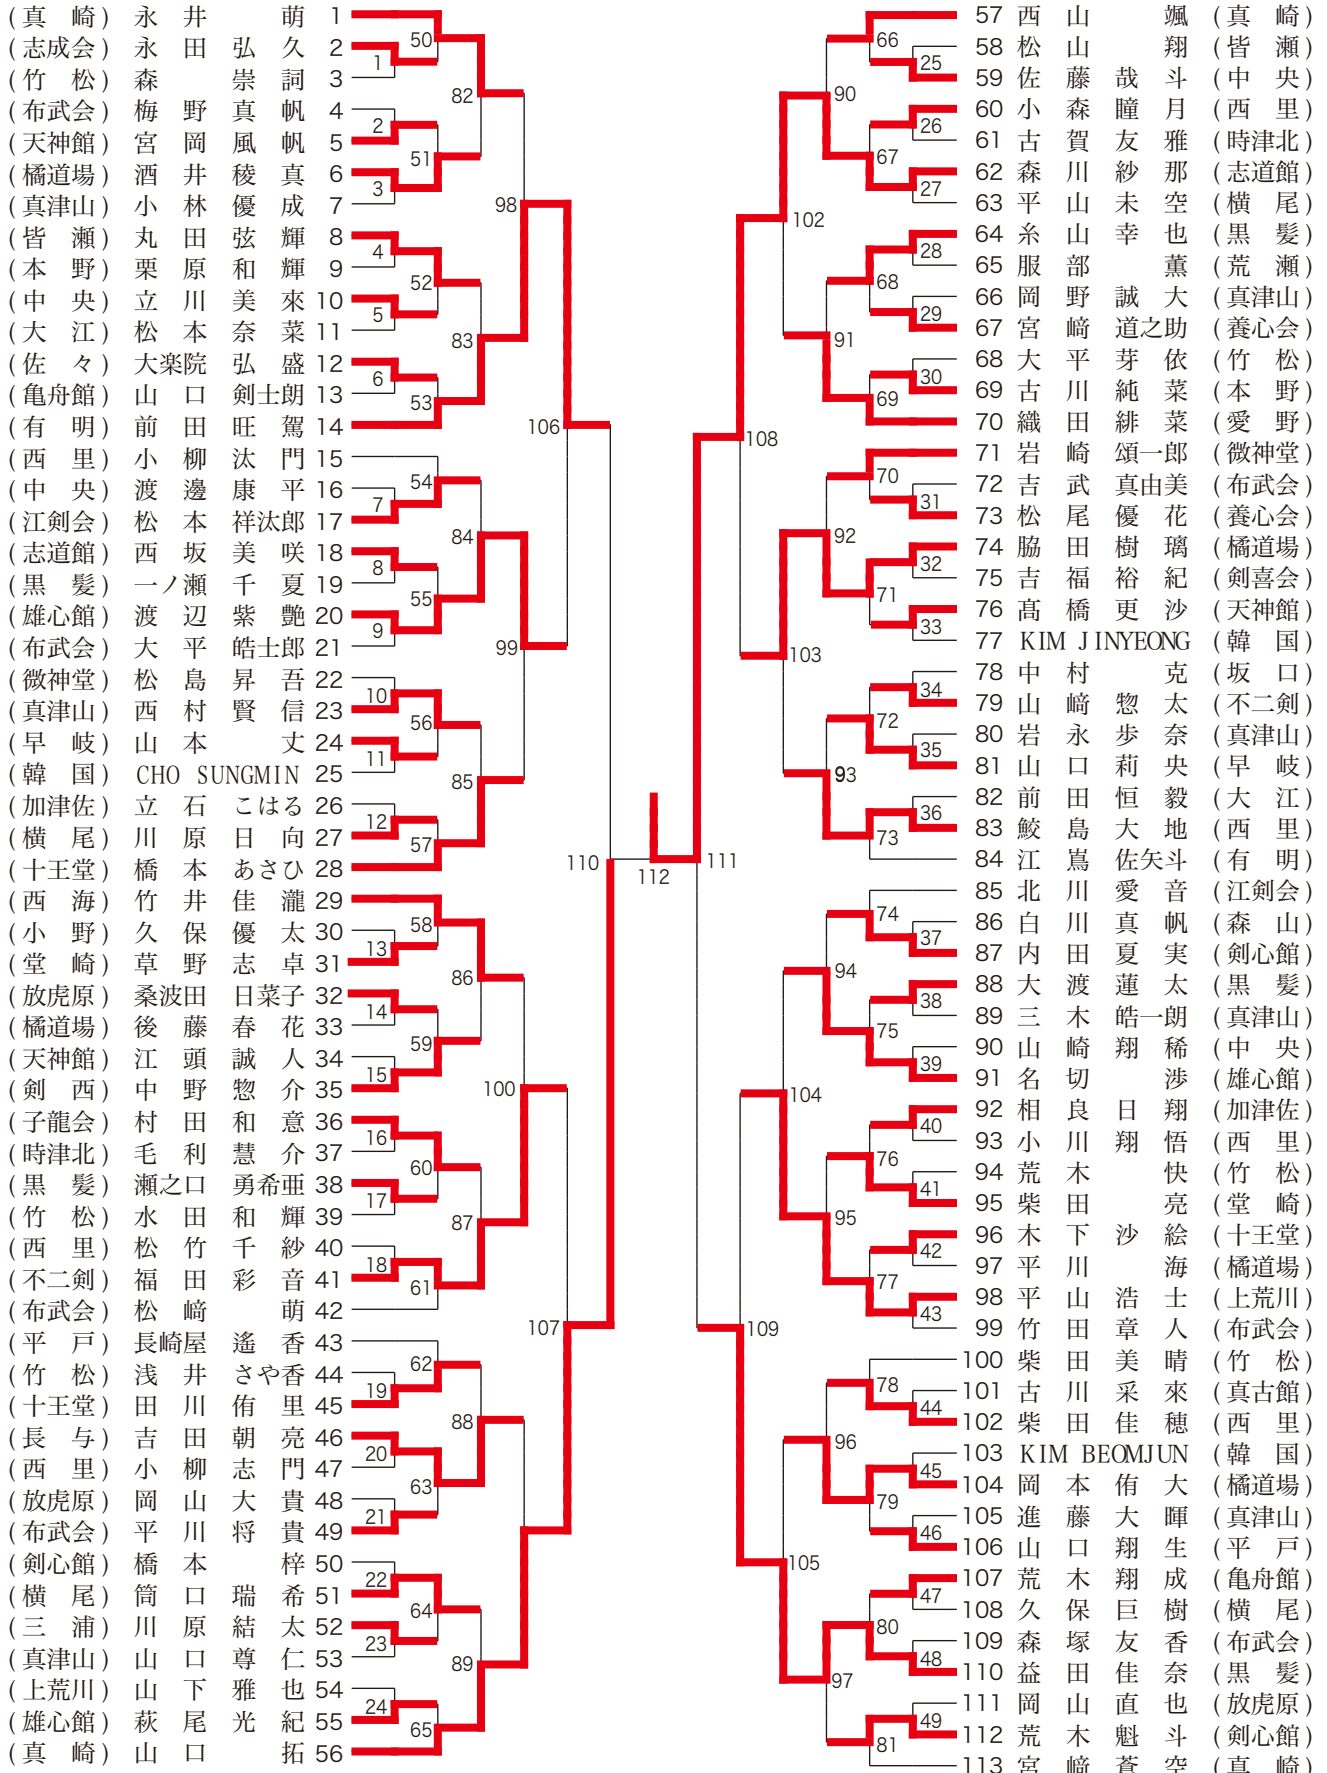 (真　崎) 永井　萌 1
(志成会) 永田弘久 2
(竹　松) 森　崇詞 3
(布武会) 梅野真帆 4
(天神館) 宮岡風帆 5
(橘道場) 酒井稜真 6
(真津山) 小林優成 7
(皆　瀬) 丸田弦輝 8
(本　野) 栗原和輝 9
(中　央) 立川美來 10
(大　江) 松本奈菜 11
(佐　々) 大楽院弘盛 12
(亀舟館) 山口剣士朗 13
(有　明) 前田旺駕 14
(西　里) 小柳汰門 15
(中　央) 渡邊康平 16
(江剣会) 松本祥汰郎 17
(志道館) 西坂美咲 18
(黒　髪) 一ノ瀬千夏 19
(雄心館) 渡辺紫艶 20
(布武会) 大平皓士郎 21
(微神堂) 松島昇吾 22
(真津山) 西村賢信 23
(早　岐) 山本　丈 24
(韓　国) CHO SUNGMIN 25
(加津佐) 立石こはる 26
(横　尾) 川原日向 27
(十王堂) 橋本あさひ 28
(西　海) 竹井佳瀧 29
(小　野) 久保優太 30
(堂　崎) 草野志卓 31
(放虎原) 桑波田日菜子 32
(橘道場) 後藤春花 33
(天神館) 江頭誠人 34
(剣　西) 中野惣介 35
(子龍会) 村田和意 36
(時津北) 毛利慧介 37
(黒　髪) 瀬之口勇希亜 38
(竹　松) 水田和輝 39
(西　里) 松竹千紗 40
(不二剣) 福田彩音 41
(布武会) 松﨑　萌 42
(平　戸) 長崎屋遙香 43
(竹　松) 浅井さや香 44
(十王堂) 田川侑里 45
(長　与) 吉田朝亮 46
(西　里) 小柳志門 47
(放虎原) 岡山大貴 48
(布武会) 平川将貴 49
(剣心館) 橋本　梓 50
(横　尾) 筒口瑞希 51
(三　浦) 川原結太 52
(真津山) 山口尊仁 53
(上荒川) 山下雅也 54
(雄心館) 萩尾光紀 55
(真　崎) 山口　拓 56
1
2
3
4
5
6
7
8
9
10
11
12
13
14
15
16
17
18
19
20
21
22
23
24
50
51
52
53
54
55
56
57
58
59
60
61
62
63
64
65
82
83
84
85
86
87
88
89
98
99
100
106
107
110
112
111
108
109
102
103
104
105
90
91
92
93
94
95
96
97
66
67
68
69
70
71
72
73
74
75
76
77
78
79
80
81
25
26
27
28
29
30
31
32
33
34
35
36
37
38
39
40
41
42
43
44
45
46
47
48
49
57 西山　颯 (真　崎)
58 松山　翔 (皆　瀬)
59 佐藤哉斗 (中　央)
60 小森瞳月 (西　里)
61 古賀友雅 (時津北)
62 森川紗那 (志道館)
63 平山未空 (横　尾)
64 糸山幸也 (黒　髪)
65 服部　薫 (荒　瀬)
66 岡野誠大 (真津山)
67 宮﨑道之助 (養心会)
68 大平芽依 (竹　松)
69 古川純菜 (本　野)
70 織田緋菜 (愛　野)
71 岩崎頌一郎 (微神堂)
72 吉武真由美 (布武会)
73 松尾優花 (養心会)
74 脇田樹璃 (橘道場)
75 吉福裕紀 (剣喜会)
76 髙橋更沙 (天神館)
77 KIM JINYEONG (韓　国)
78 中村　克 (坂　口)
79 山﨑惣太 (不二剣)
80 岩永歩奈 (真津山)
81 山口莉央 (早　岐)
82 前田恒毅 (大　江)
83 鮫島大地 (西　里)
84 江嶌佐矢斗 (有　明)
85 北川愛音 (江剣会)
86 白川真帆 (森　山)
87 内田夏実 (剣心館)
88 大渡蓮太 (黒　髪)
89 三木皓一朗 (真津山)
90 山崎翔稀 (中　央)
91 名切　渉 (雄心館)
92 相良日翔 (加津佐)
93 小川翔悟 (西　里)
94 荒木　快 (竹　松)
95 柴田　亮 (堂　崎)
96 木下沙絵 (十王堂)
97 平川　海 (橘道場)
98 平山浩士 (上荒川)
99 竹田章人 (布武会)
100 柴田美晴 (竹　松)
101 古川采來 (真古館)
102 柴田佳穂 (西　里)
103 KIM BEOMJUN (韓　国)
104 岡本侑大 (橘道場)
105 進藤大暉 (真津山)
106 山口翔生 (平　戸)
107 荒木翔成 (亀舟館)
108 久保巨樹 (横　尾)
109 森塚友香 (布武会)
110 益田佳奈 (黒　髪)
111 岡山直也 (放虎原)
112 荒木魁斗 (剣心館)
113 宮﨑蒼空 (真　崎)